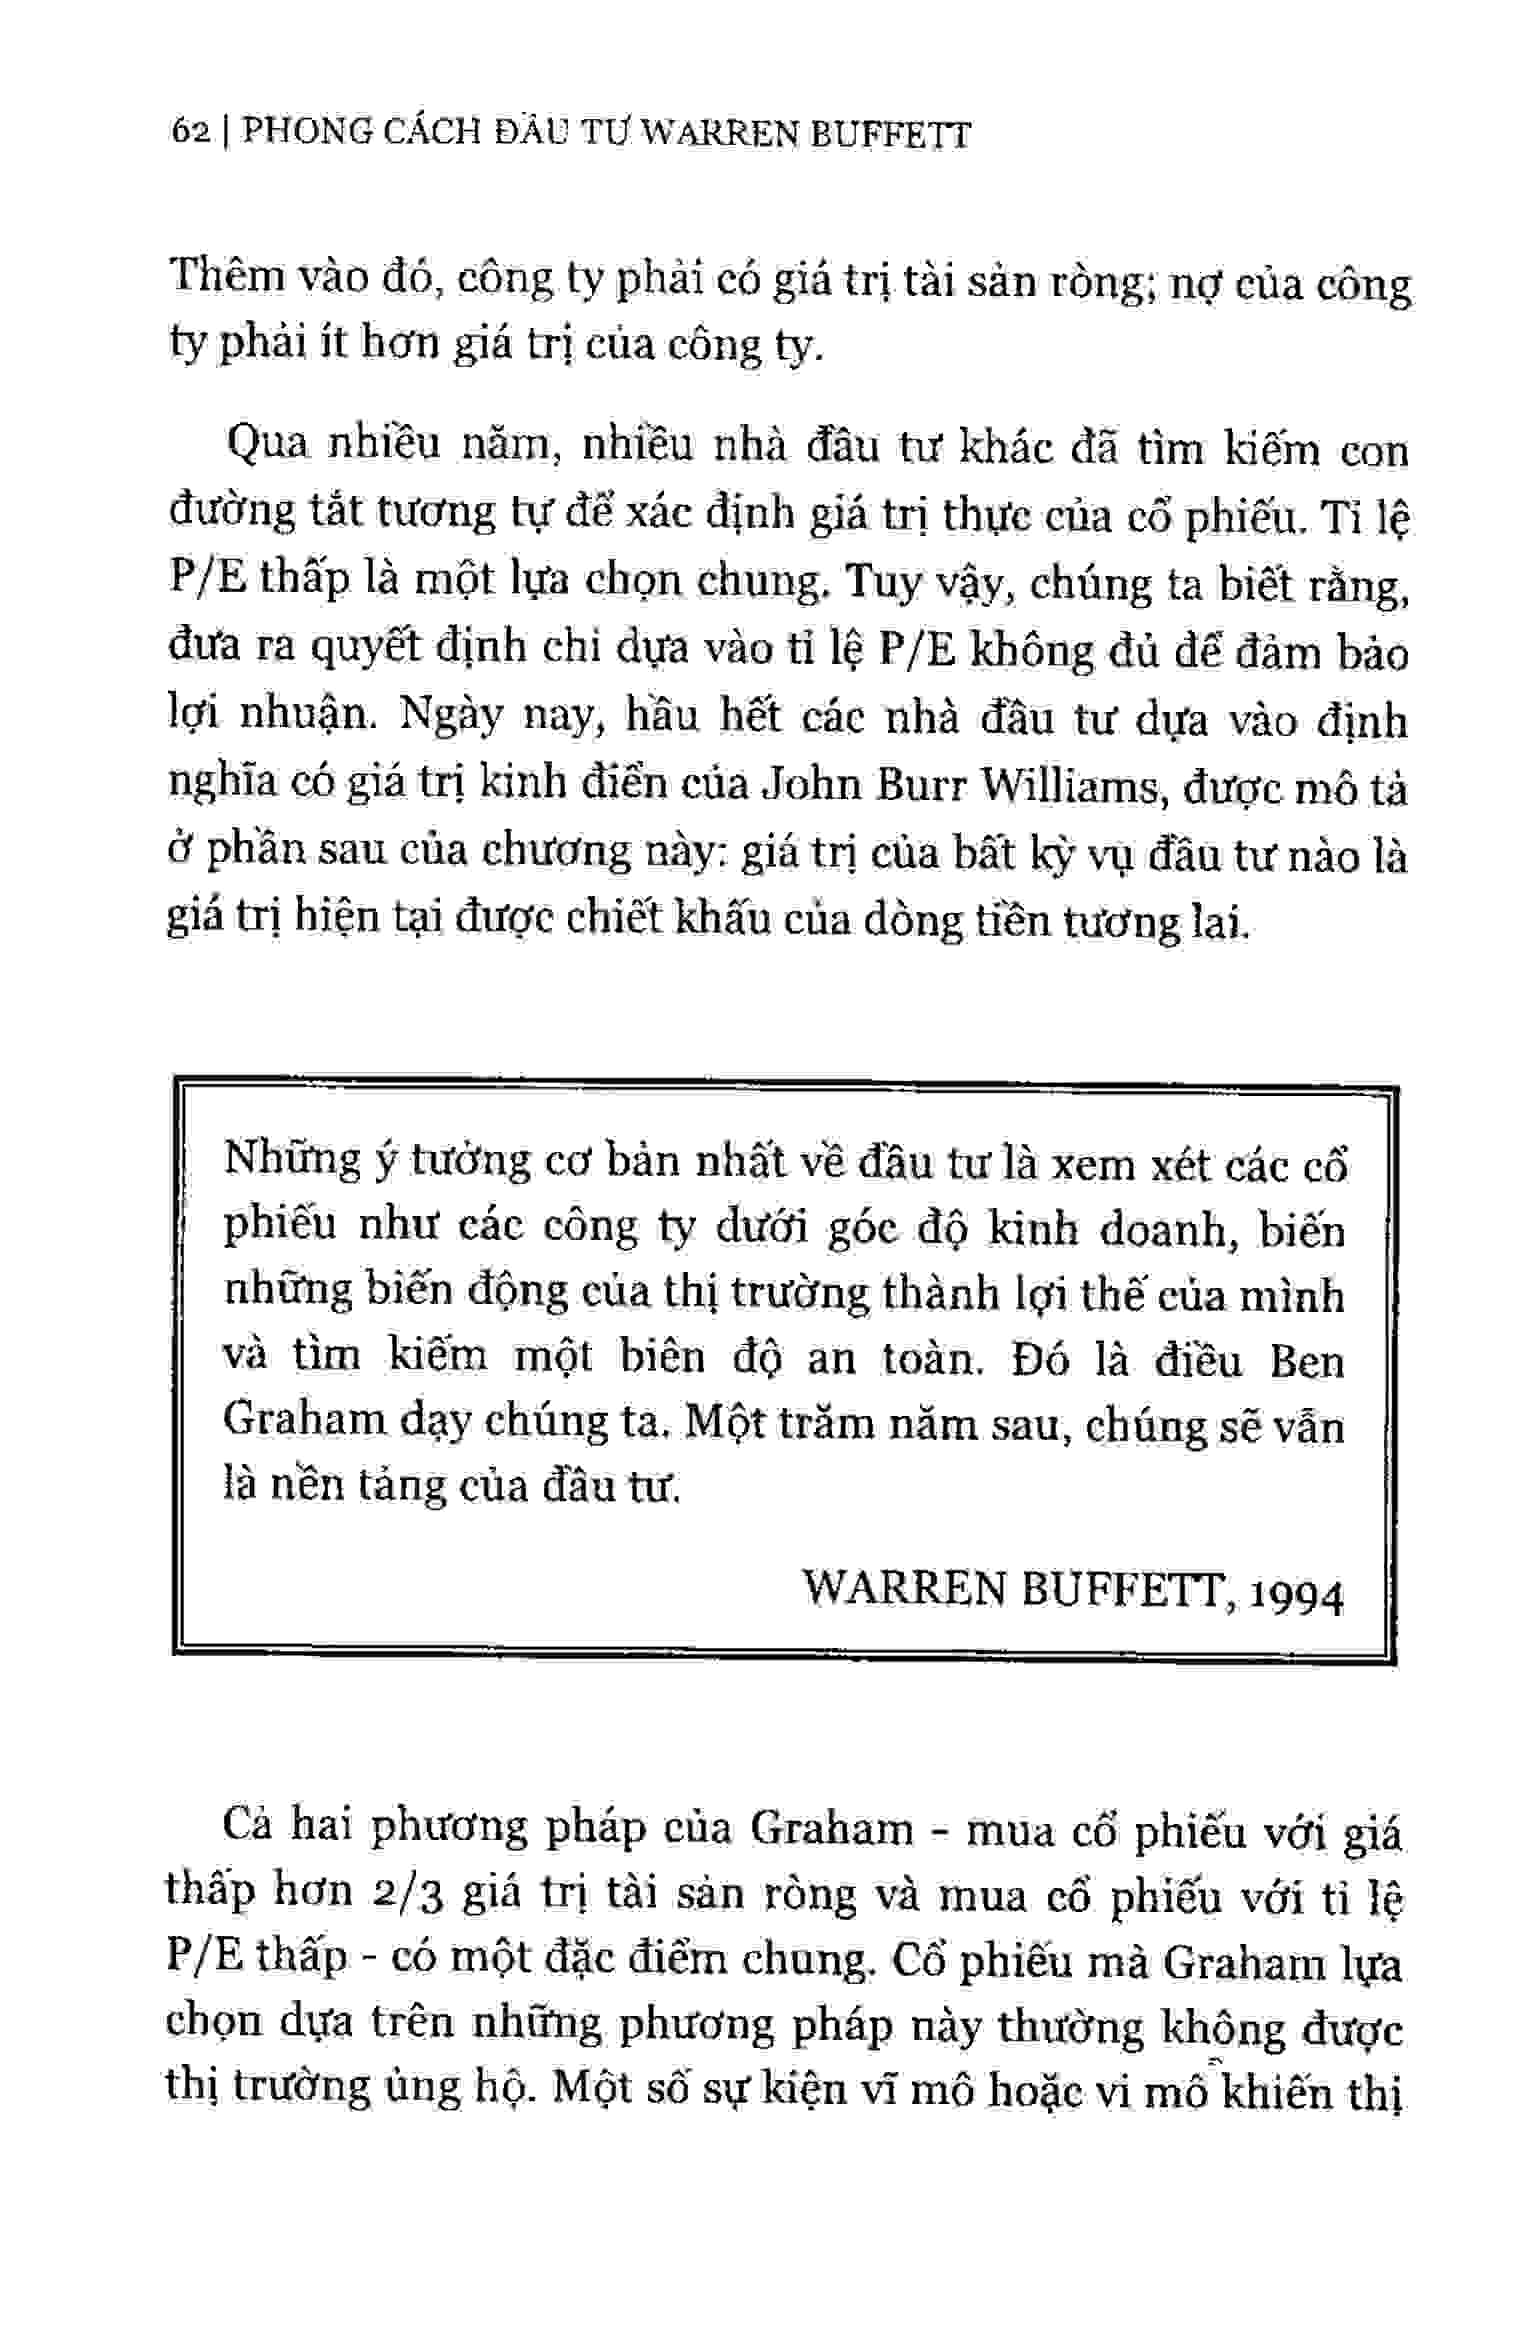 62 | PHONG CÁCH ĐẦU TƯ WARREN BUFFETT
Thêm vào đó, công ty phải có giá trị tài sản ròng; nợ của công
ty phải ít hơn giá trị của công ty.
Qua nhiều năm, nhiều nhà đầu tư khác đã tìm kiếm con
đường tắt tương tự để xác định giá trị thực của cổ phiếu. Tỉ lệ
P/E thấp là một lựa chọn chung. Tuy vậy, chúng ta biết rằng,
đưa ra quyết định chỉ dựa vào tỉ lệ P/E không đủ để đảm bảo
lợi nhuận. Ngày nay, hầu hết các nhà đầu tư dựa vào định
nghĩa có giá trị kinh điển của John Burr Williams, được mô tả
ở phần sau của chương này: giá trị của bất kỳ vụ đầu tư nào là
giá trị hiện tại được chiết khấu của dòng tiền tương lai.
Những ý tưởng cơ bản nhất về đầu tư là xem xét các cổ
phiếu như các công ty dưới góc độ kinh doanh, biến
những biến động của thị trường thành lợi thế của mình
và tìm kiếm một biên độ an toàn. Đó là điều Ben
Graham dạy chúng ta. Một trăm năm sau, chúng sẽ vẫn
là nền tảng của đầu tư.
WARREN BUFFETT, 1994
Cả hai phương pháp của Graham - mua cổ phiếu với giá
thấp hơn 2/3 giá trị tài sản ròng và mua cổ phiếu với tỉ lệ
P/E thấp - có một đặc điểm chung. Cổ phiếu mà Graham lựa
chọn dựa trên những phương pháp này thường không được
thị trường ủng hộ. Một số sự kiện vĩ mô hoặc vi mô khiến thị